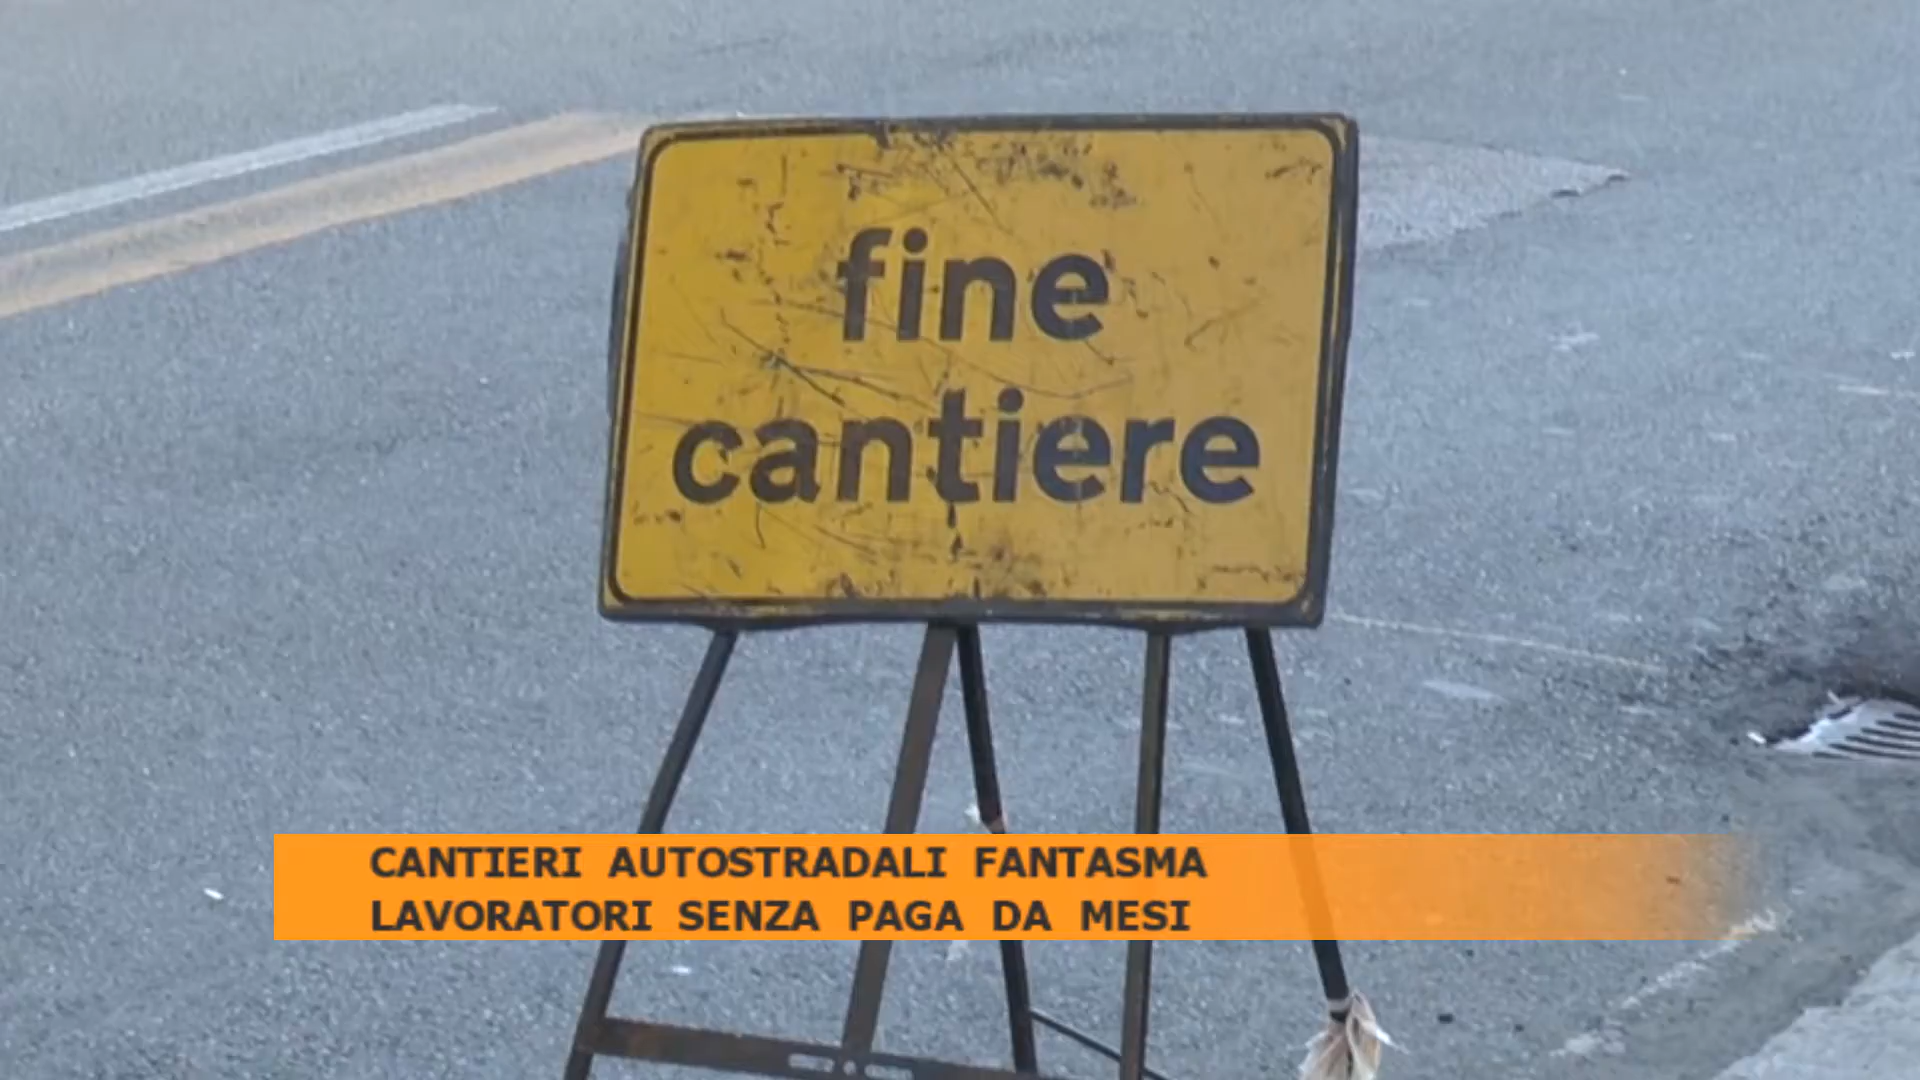 fine
cantiere
CANTIERI AUTOSTRADALI FANTASMA
LAVORATORI SENZA PAGA DA MESI